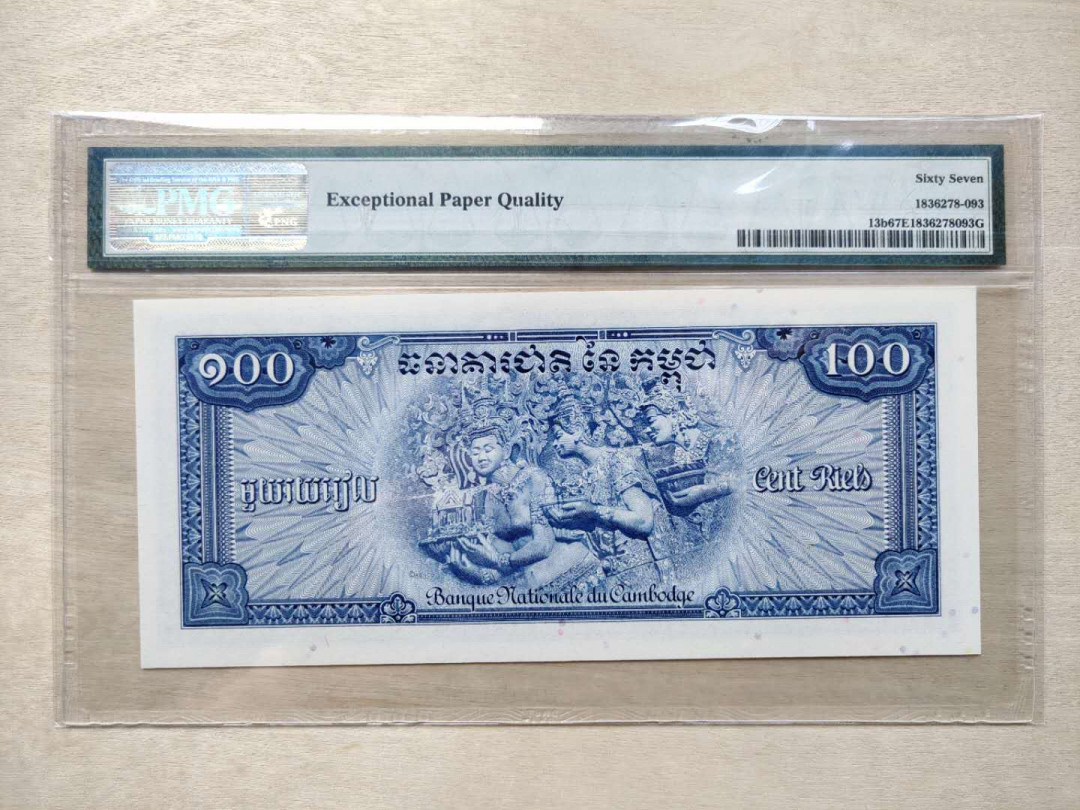 PMG
PMG
Exceptional Paper Quality
Sixty Seven
1836278-093
13b67E1836278093G
១០០
ធនាគារជាតិ នៃ កម្ពុជា
100
មួយរយរៀល
Cent Riels
Banque Nationale du Cambodge